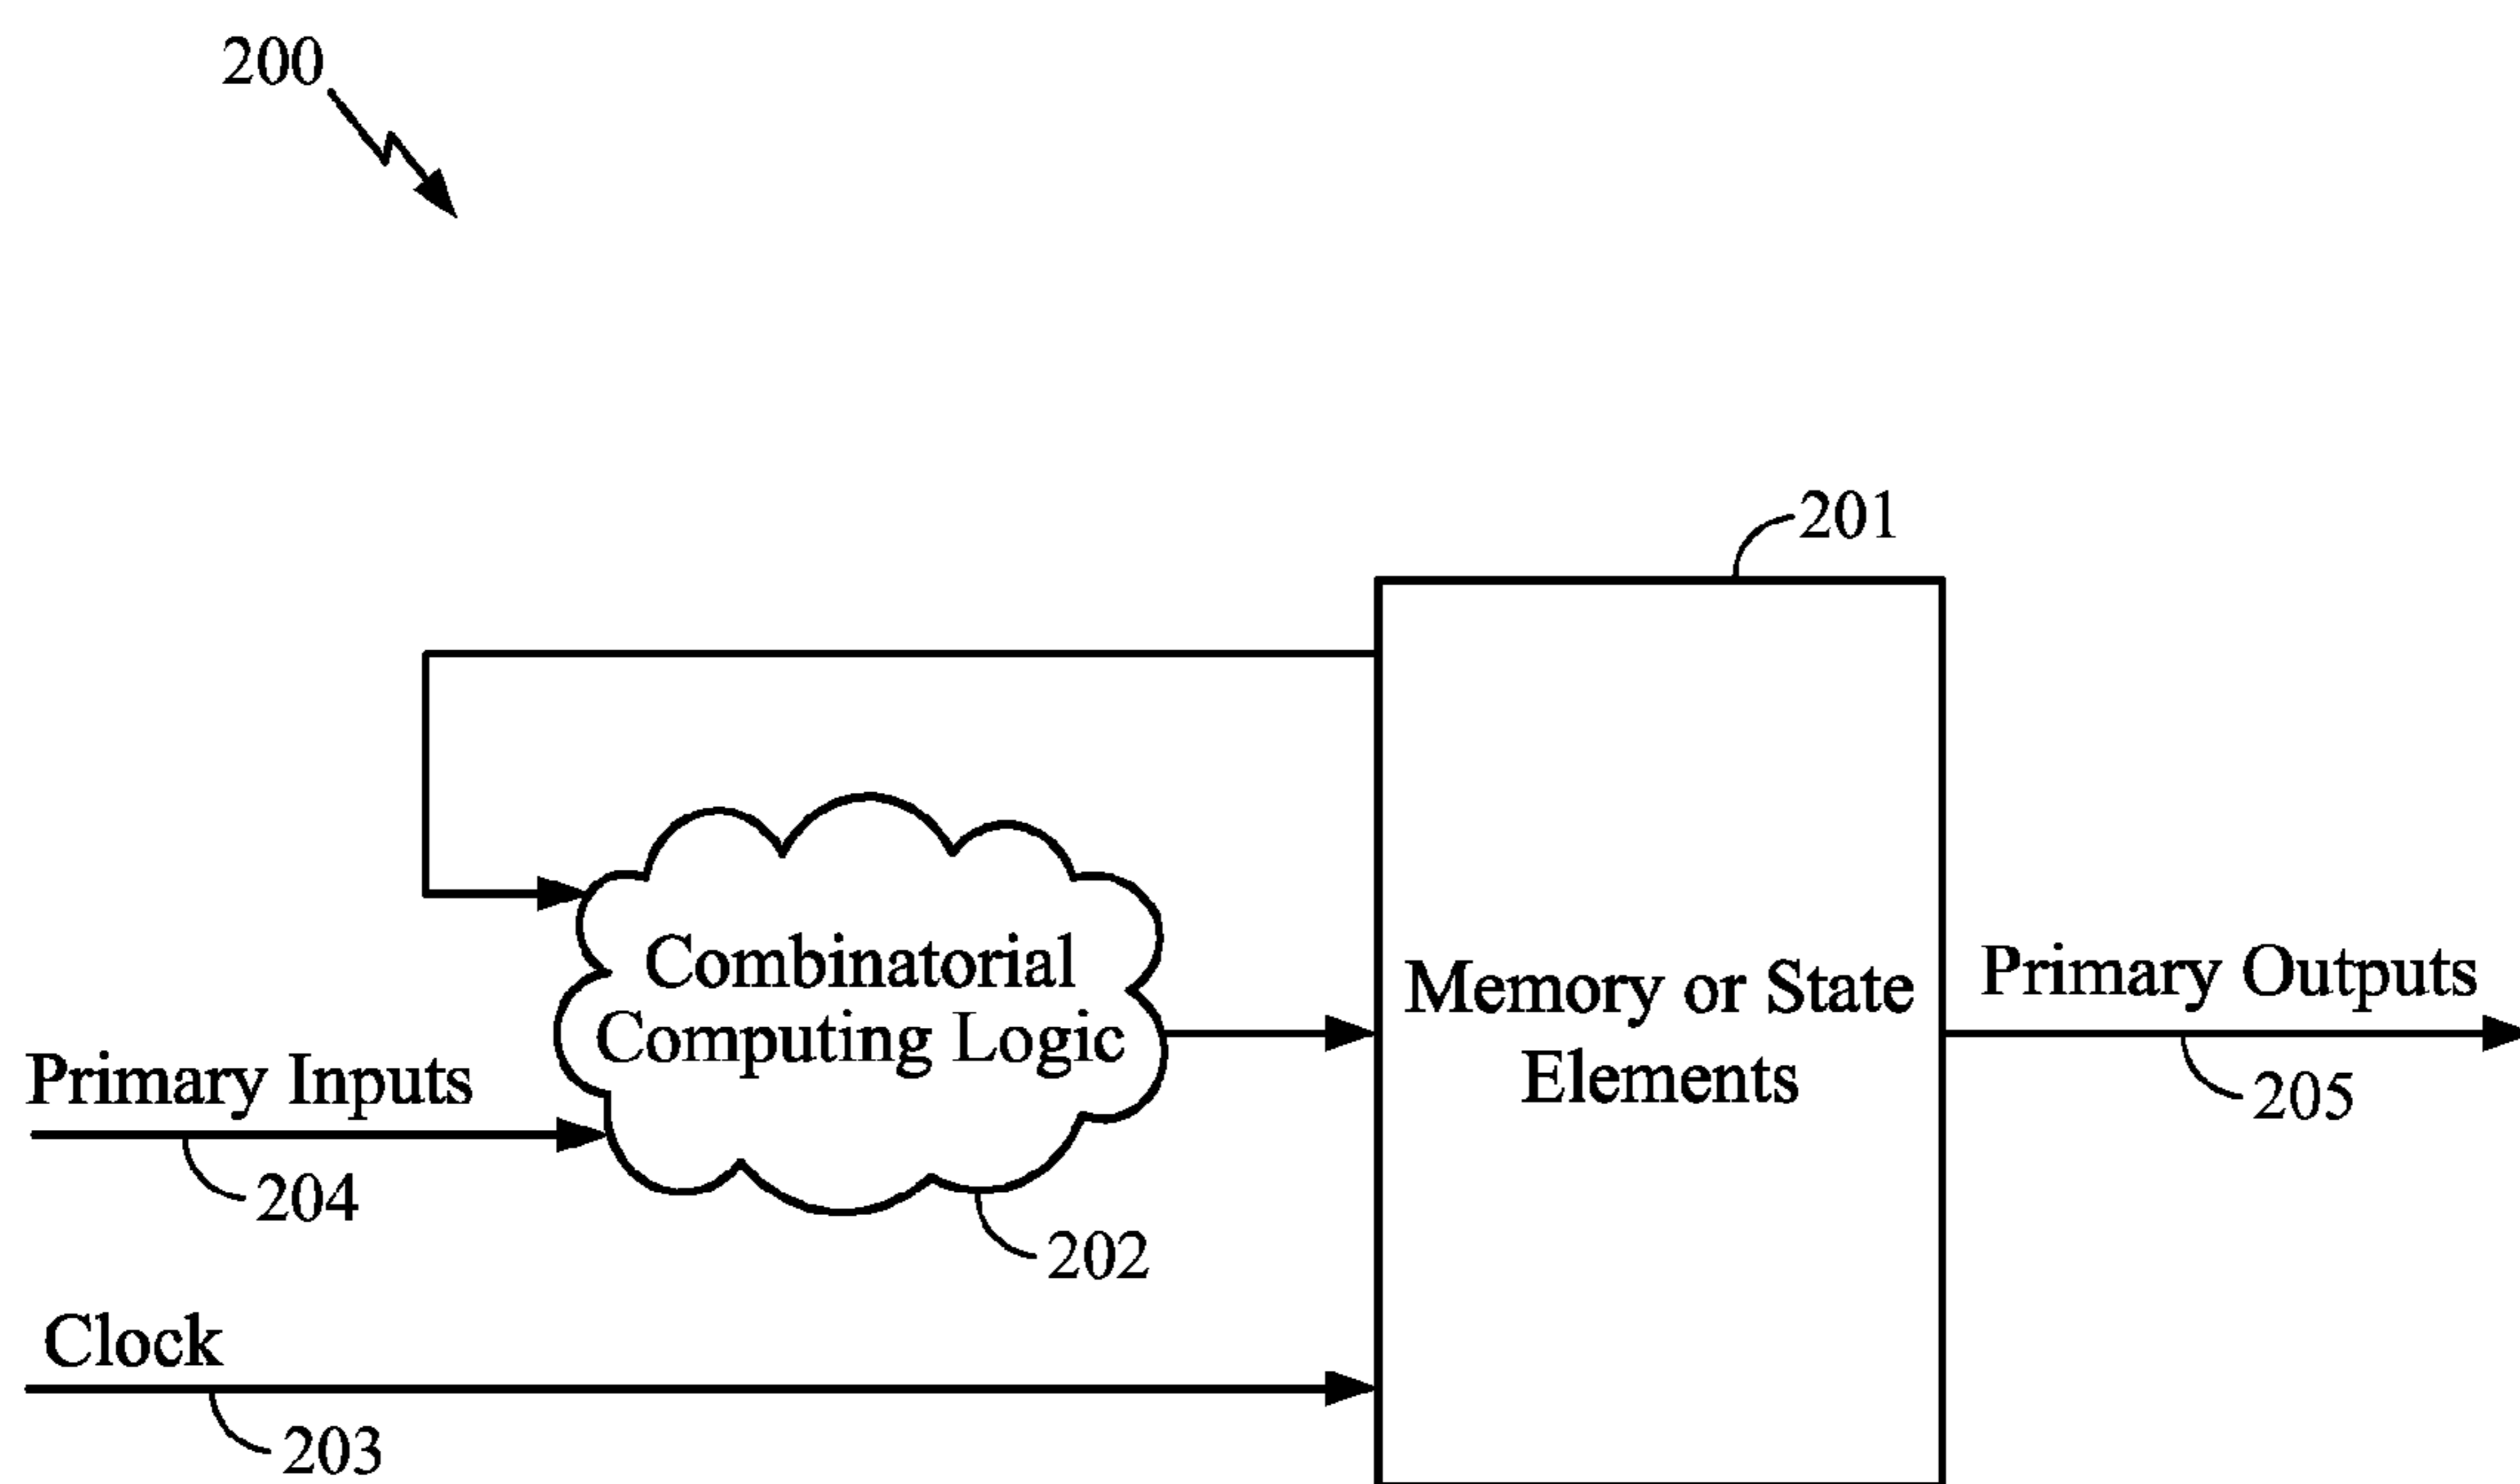 200
201
Combinatorial
Computing Logic
Memory or State
Elements
Primary Outputs
205
Primary Inputs
204
202
Clock
203